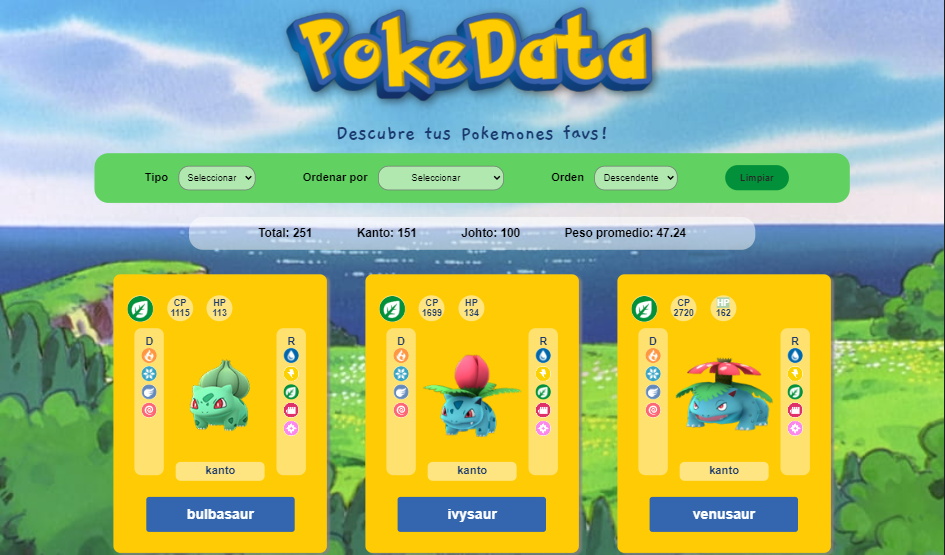 PokeData
Descubre tus Pokemones favs!
Tipo Seleccionar Ordenar por Seleccionar Orden Descendente Limpiar
Total: 251 Kanto: 151 Johto: 100 Peso promedio: 47.24
CP HP CP HP CP HP
1115 113 1699 134 2720 162
D R D R D R
kanto kanto kanto
bulbasaur ivysaur venusaur